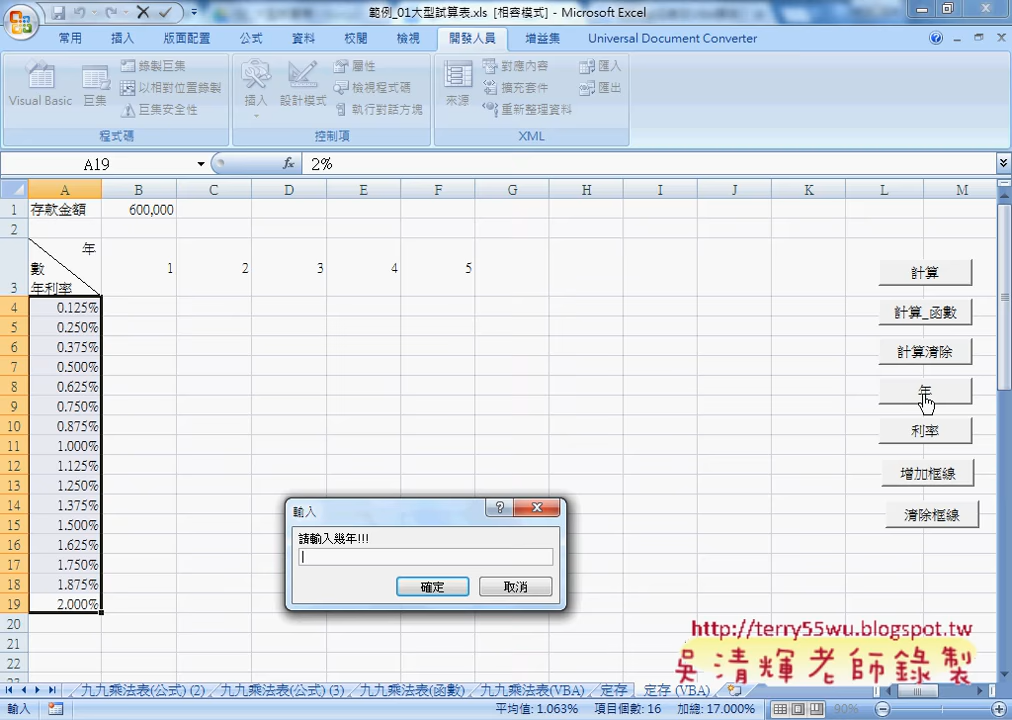 範例_01大型試算表.xls [相容模式] - Microsoft Excel
常用 插入 版面配置 公式 資料 校閱 檢視 開發人員 增益集 Universal Document Converter
Visual Basic 巨集 錄製巨集 以相對位置錄製 巨集安全性
插入 設計模式 屬性 檢視程式碼 執行對話方塊
來源 對應內容 擴充套件 重新整理資料 匯入 匯出
程式碼 控制項 XML
A19 fx 2%
A B C D E F G H I J K L M
1 存款金額 600,000
2
年
數 1 2 3 4 5
3 年利率
4 0.125%
5 0.250%
6 0.375%
7 0.500%
8 0.625%
9 0.750%
10 0.875%
11 1.000%
12 1.125%
13 1.250%
14 1.375%
15 1.500%
16 1.625%
17 1.750%
18 1.875%
19 2.000%
20
21
22
計算
計算_函數
計算清除
年
利率
增加框線
清除框線
輸入
請輸入幾年!!!
確定 取消
http://terry55wu.blogspot.tw
吳清輝老師錄製
九九乘法表(公式) (2) 九九乘法表(公式) (3) 九九乘法表(函數) 九九乘法表(VBA) 定存 定存 (VBA)
輸入 平均值: 1.063% 項目個數: 16 加總: 17.000% 90%